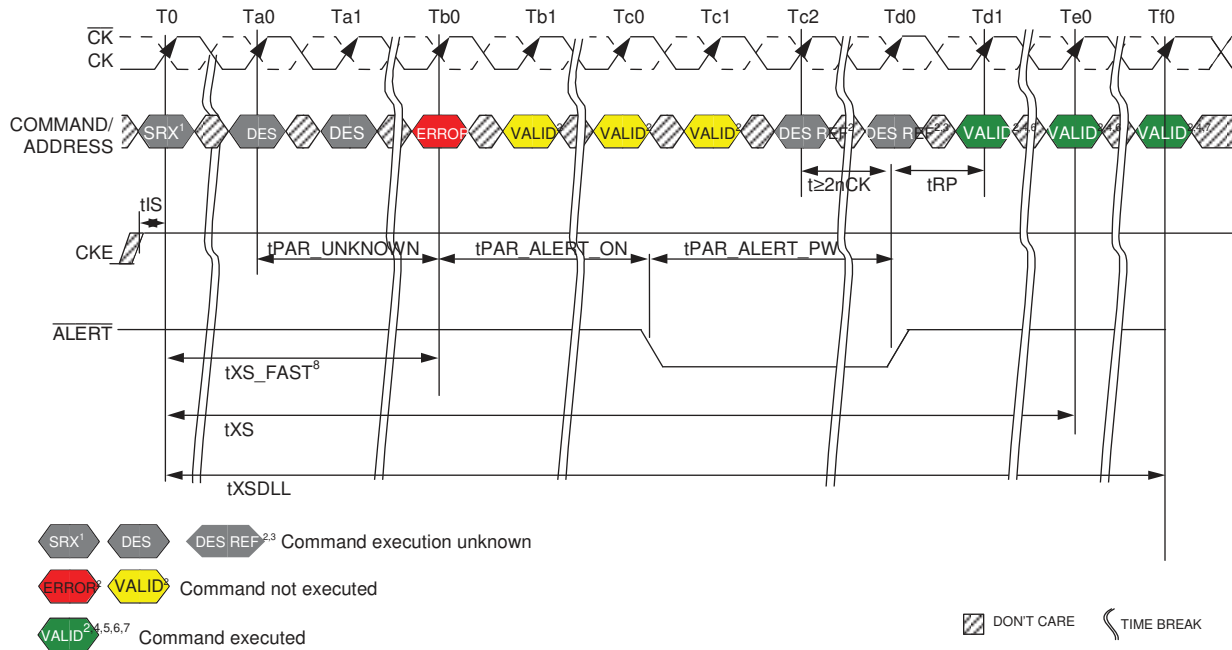 T0 Ta0 Ta1 Tb0 Tb1 Tc0 Tc1 Tc2 Td0 Td1 Te0 Tf0
CK
CK
COMMAND/
ADDRESS
SRX1 DES DES ERROR VALID2 VALID2 VALID2 DES REF2 DES REF2,3 VALID2,4,6 VALID2,4,6 VALID2,4,7
t≥2nCK tRP
tIS
CKE
tPAR_UNKNOWN tPAR_ALERT_ON tPAR_ALERT_PW
ALERT
tXS_FAST8
tXS
tXSDLL
SRX1 DES DES REF2,3 Command execution unknown
ERROR2 VALID2 Command not executed
VALID2,4,5,6,7 Command executed
DON'T CARE TIME BREAK